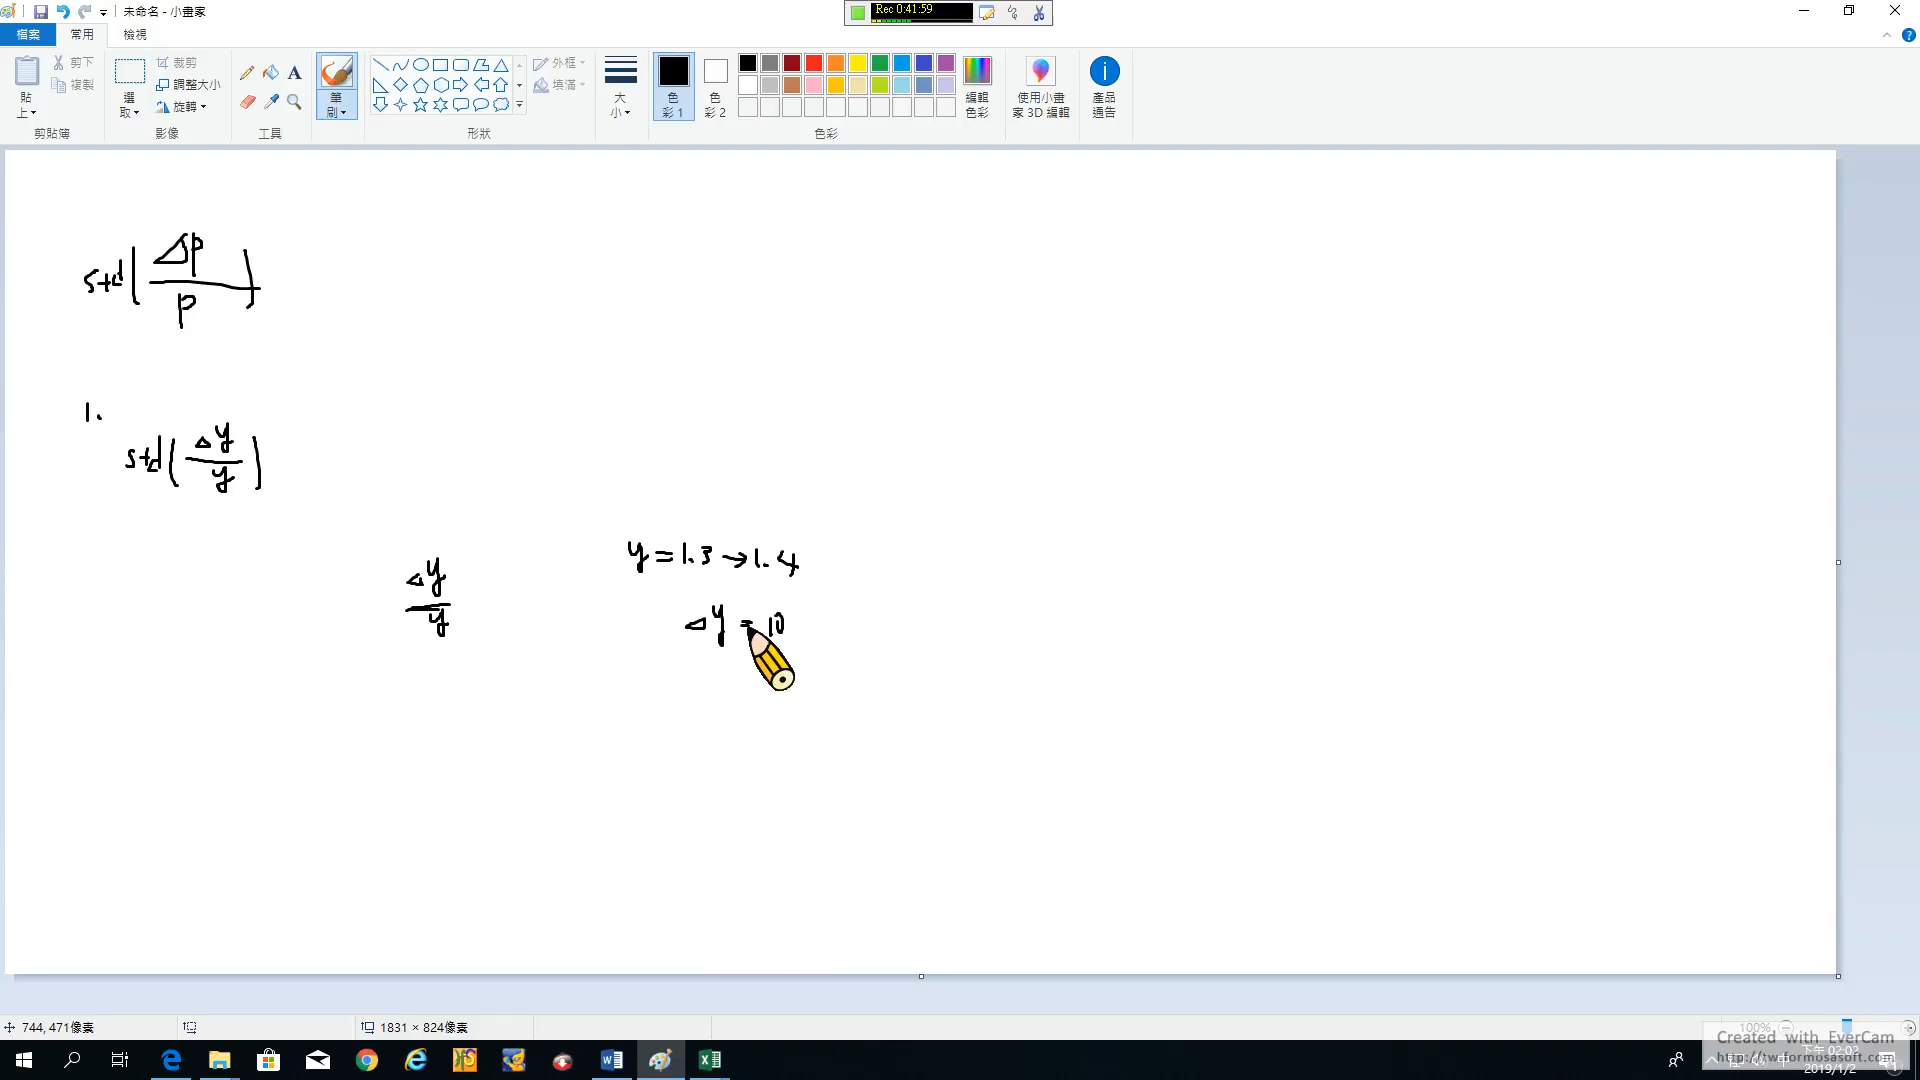 未命名 - 小畫家
Rec 0:41:59
檔案 常用 檢視
貼上 剪下 複製 選取 裁剪 調整大小 旋轉 A 筆刷 外框 填滿 大小 色彩 1 色彩 2 編輯色彩 使用小畫家 3D 編輯 產品通告
剪貼簿 影像 工具 形狀 色彩
std(Δp/p)
1.
std(Δy/y)
y = 1.3 → 1.4
Δy/y
Δy = 10
744, 471像素 1831 × 824像素 100%
Created with EverCam
http://tw.formosasoft.com
中 下午 02:02
2019/1/2